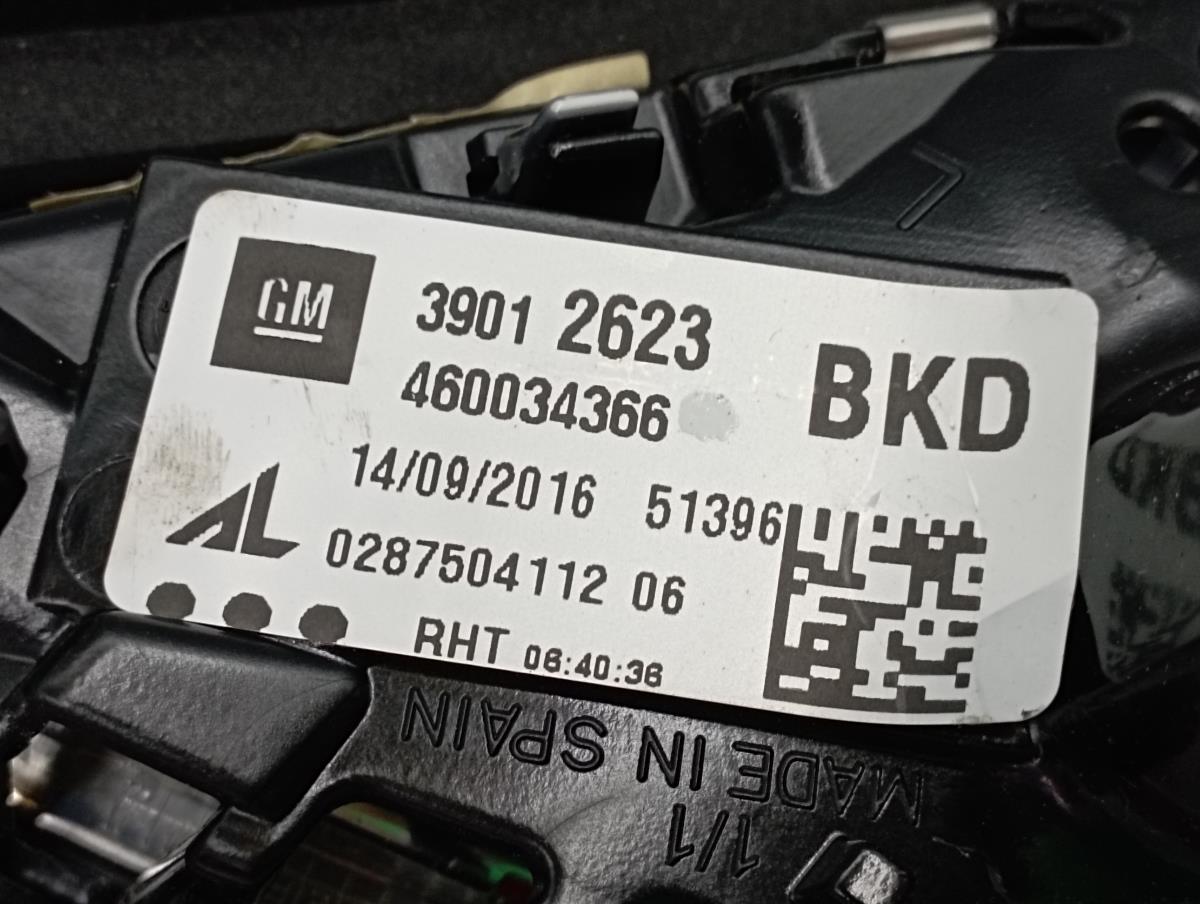 GM
3901 2623
460034366
BKD
14/09/2016 51396
AL
0287504112 06
RHT 06:40:36
MADE IN SPAIN
1/1